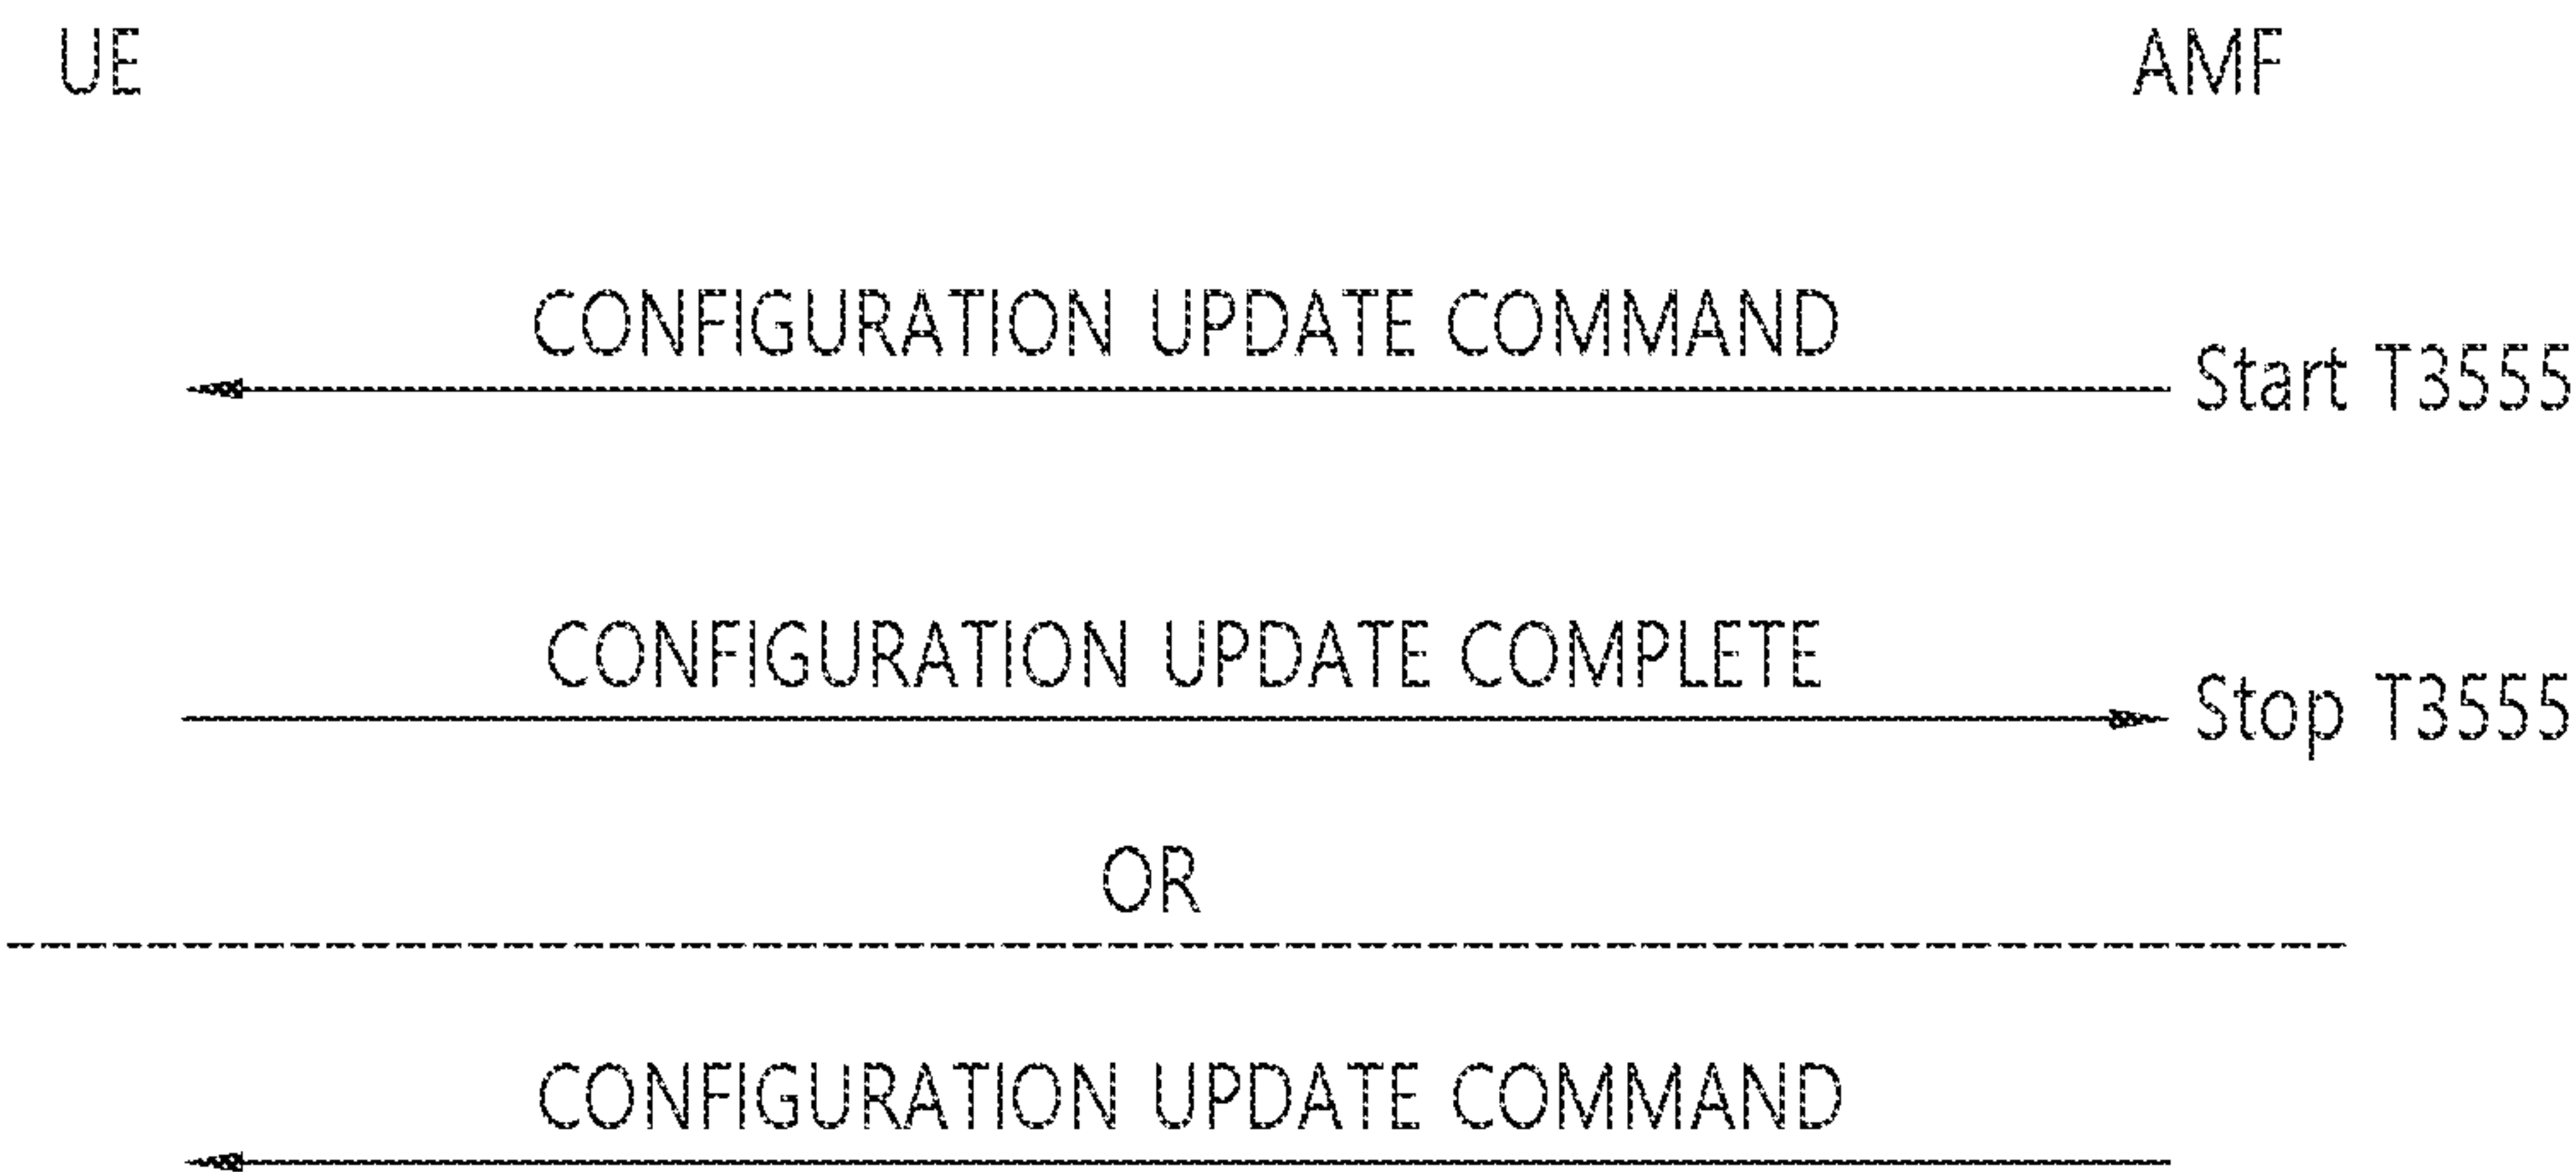 UE AMF
CONFIGURATION UPDATE COMMAND
Start T3555
CONFIGURATION UPDATE COMPLETE
Stop T3555
OR
CONFIGURATION UPDATE COMMAND